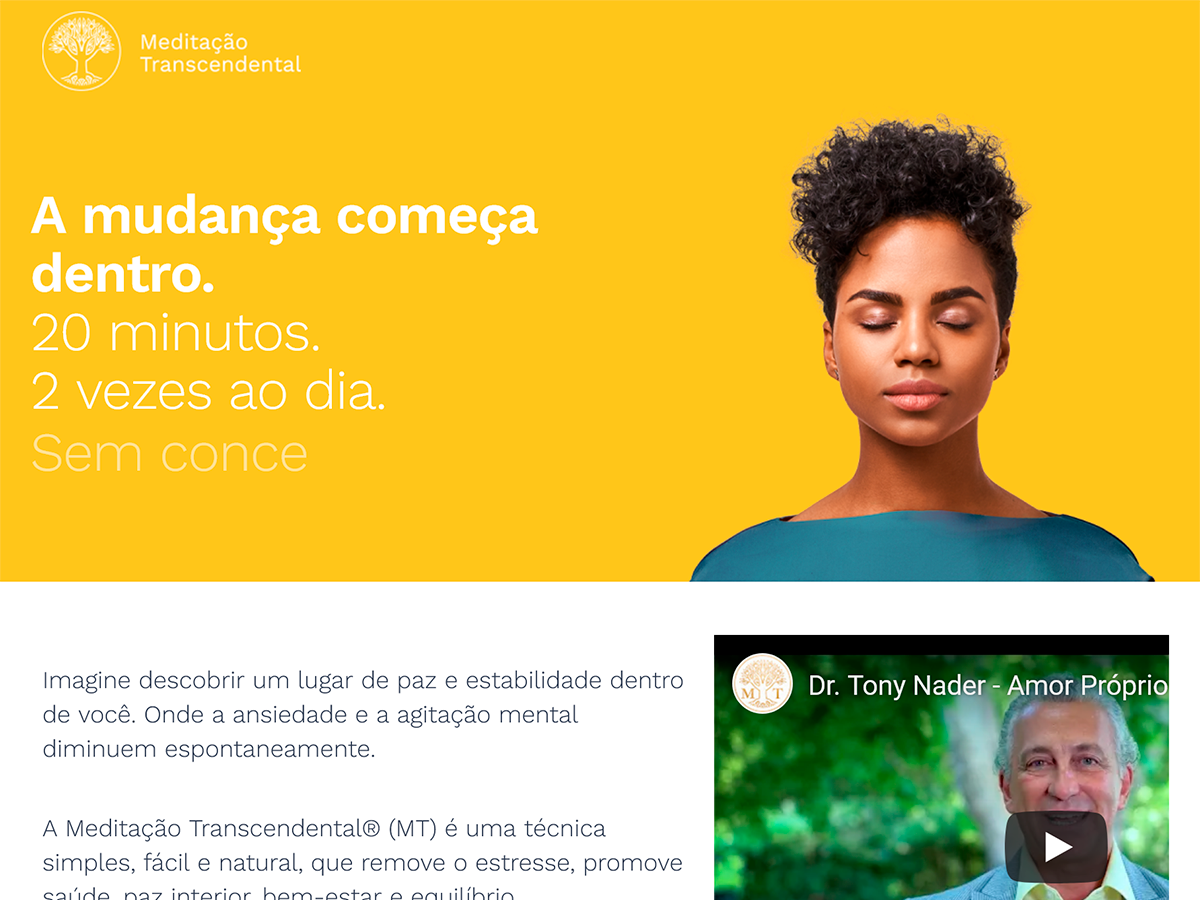 Meditação
Transcendental
A mudança começa
dentro.
20 minutos.
2 vezes ao dia.
Sem conce
Imagine descobrir um lugar de paz e estabilidade dentro
de você. Onde a ansiedade e a agitação mental
diminuem espontaneamente.
M T
Dr. Tony Nader - Amor Próprio
A Meditação Transcendental® (MT) é uma técnica
simples, fácil e natural, que remove o estresse, promove
saúde, paz interior, bem-estar e equilíbrio